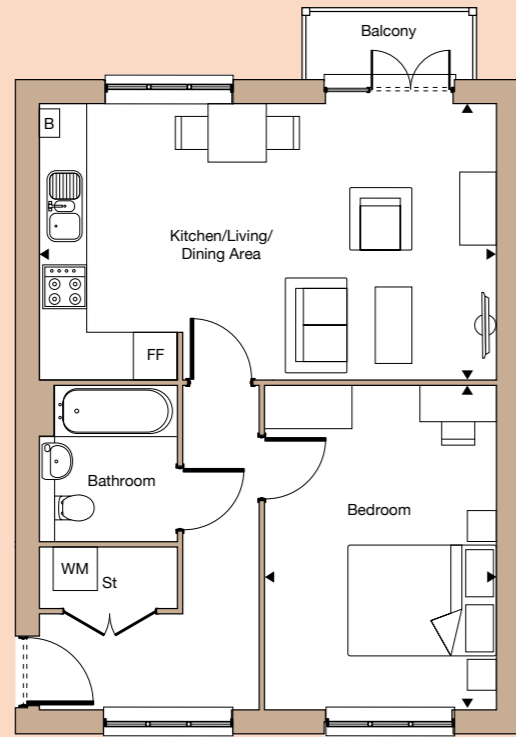 Balcony
B
Kitchen/Living/
Dining Area
FF
Bathroom
Bedroom
WM
St